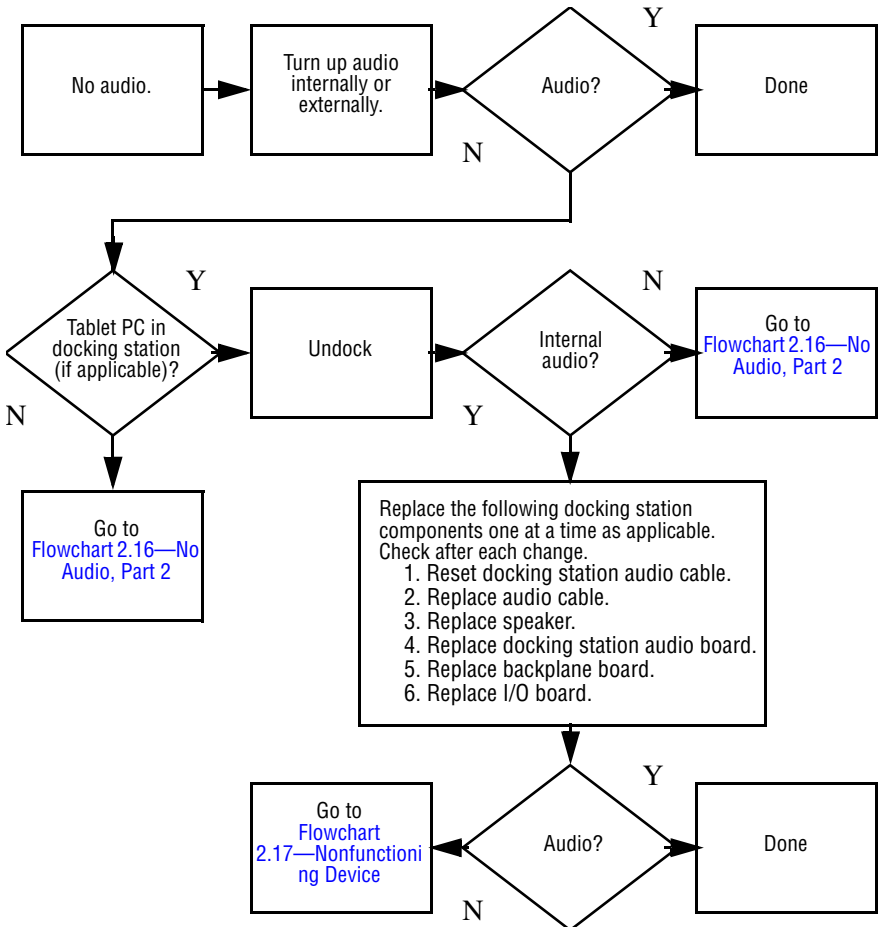 Y
No audio.
Turn up audio
internally or
externally.
Audio?
Done
N
Y
Tablet PC in
docking station
(if applicable)?
N
Undock
Internal
audio?
N
Y
Go to
Flowchart 2.16—No
Audio, Part 2
Go to
Flowchart 2.16—No
Audio, Part 2
Replace the following docking station
components one at a time as applicable.
Check after each change.
1. Reset docking station audio cable.
2. Replace audio cable.
3. Replace speaker.
4. Replace docking station audio board.
5. Replace backplane board.
6. Replace I/O board.
Y
Go to
Flowchart
2.17—Nonfunctioni
ng Device
Audio?
Done
N